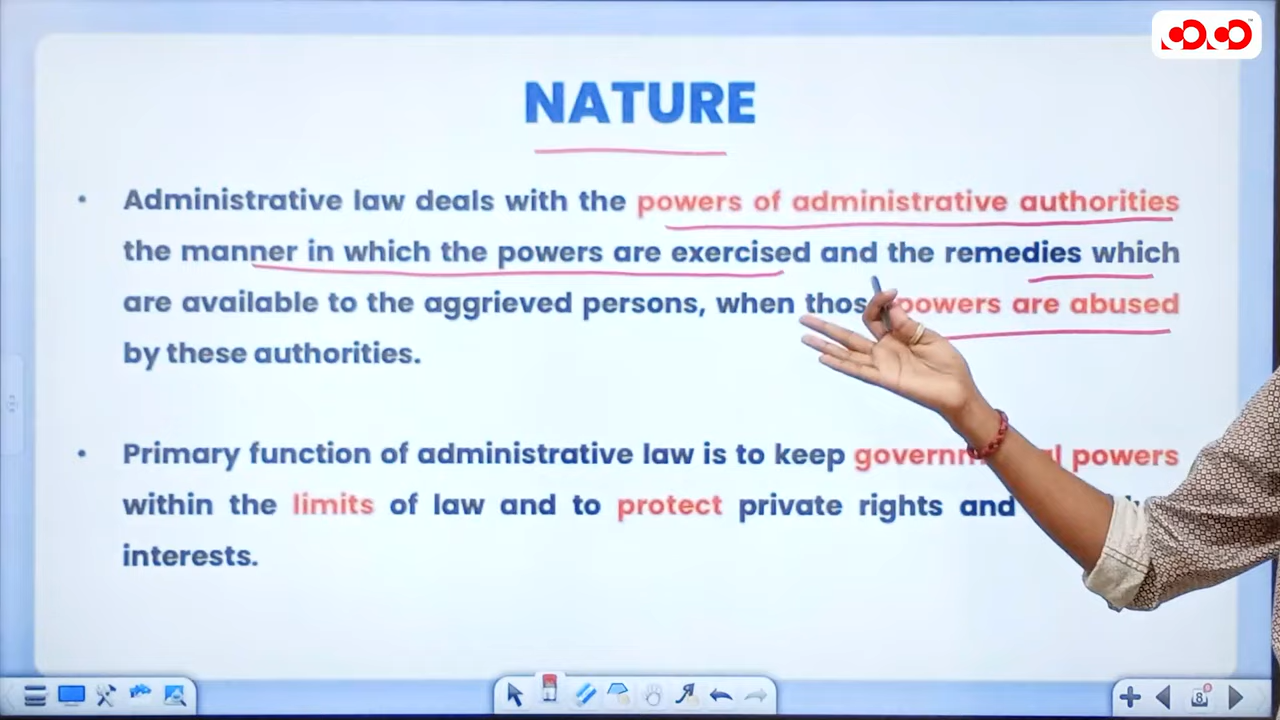 NATURE
• Administrative law deals with the powers of administrative authorities
the manner in which the powers are exercised and the remedies which
are available to the aggrieved persons, when powers are abused
by these authorities.
• Primary function of administrative law is to keep powers
within the limits of law and to protect private rights and
interests.
8